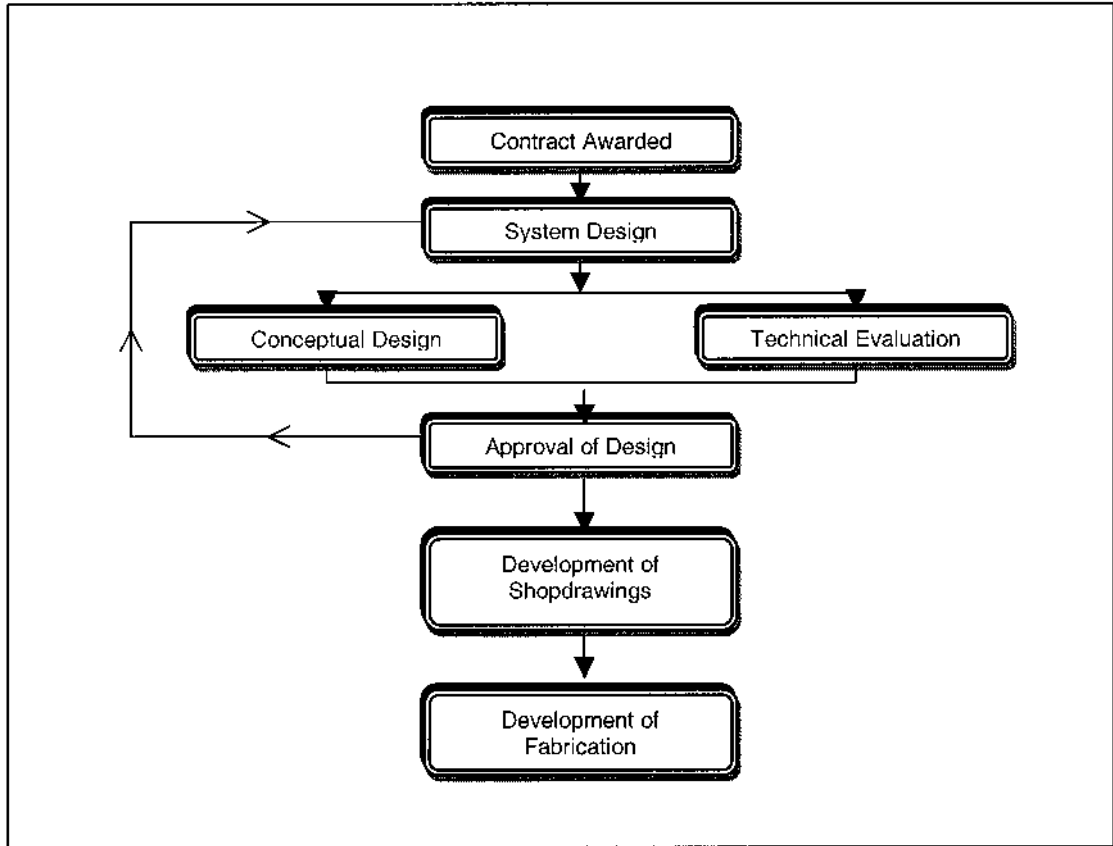 Contract Awarded
System Design
Conceptual Design
Technical Evaluation
Approval of Design
Development of
Shopdrawings
Development of
Fabrication